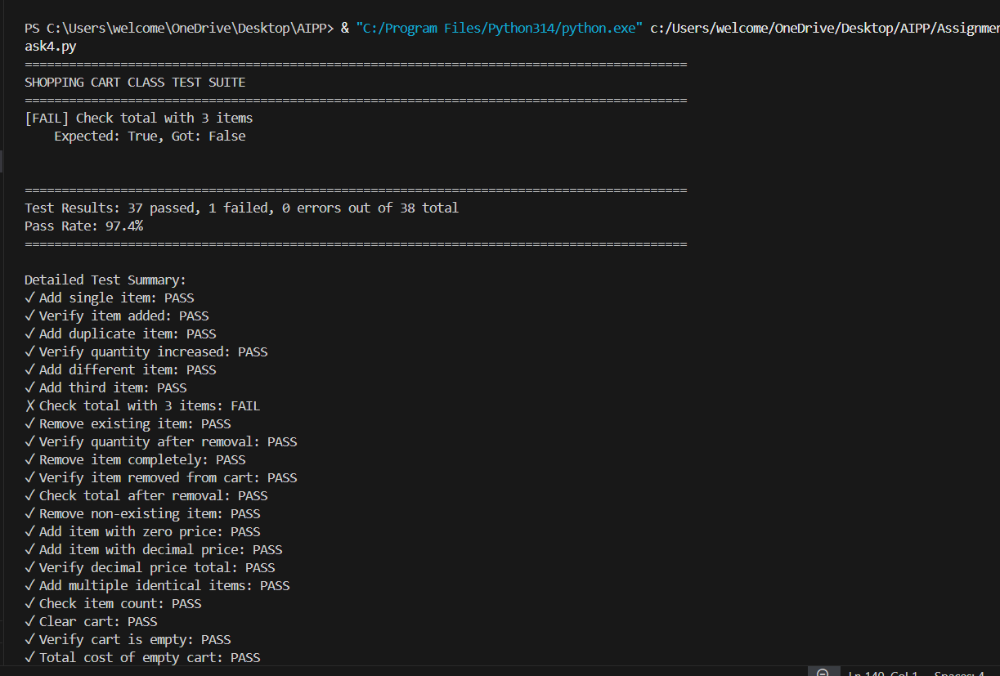 PS C:\Users\welcome\OneDrive\Desktop\AIPP> & "C:/Program Files/Python314/python.exe" c:/Users/welcome/OneDrive/Desktop/AIPP/Assignmen
ask4.py
==========================================================================================
SHOPPING CART CLASS TEST SUITE
==========================================================================================
[FAIL] Check total with 3 items
    Expected: True, Got: False
==========================================================================================
Test Results: 37 passed, 1 failed, 0 errors out of 38 total
Pass Rate: 97.4%
==========================================================================================
Detailed Test Summary:
✓ Add single item: PASS
✓ Verify item added: PASS
✓ Add duplicate item: PASS
✓ Verify quantity increased: PASS
✓ Add different item: PASS
✓ Add third item: PASS
✗ Check total with 3 items: FAIL
✓ Remove existing item: PASS
✓ Verify quantity after removal: PASS
✓ Remove item completely: PASS
✓ Verify item removed from cart: PASS
✓ Check total after removal: PASS
✓ Remove non-existing item: PASS
✓ Add item with zero price: PASS
✓ Add item with decimal price: PASS
✓ Verify decimal price total: PASS
✓ Add multiple identical items: PASS
✓ Check item count: PASS
✓ Clear cart: PASS
✓ Verify cart is empty: PASS
✓ Total cost of empty cart: PASS
Ln 140, Col 1 Spaces: 4